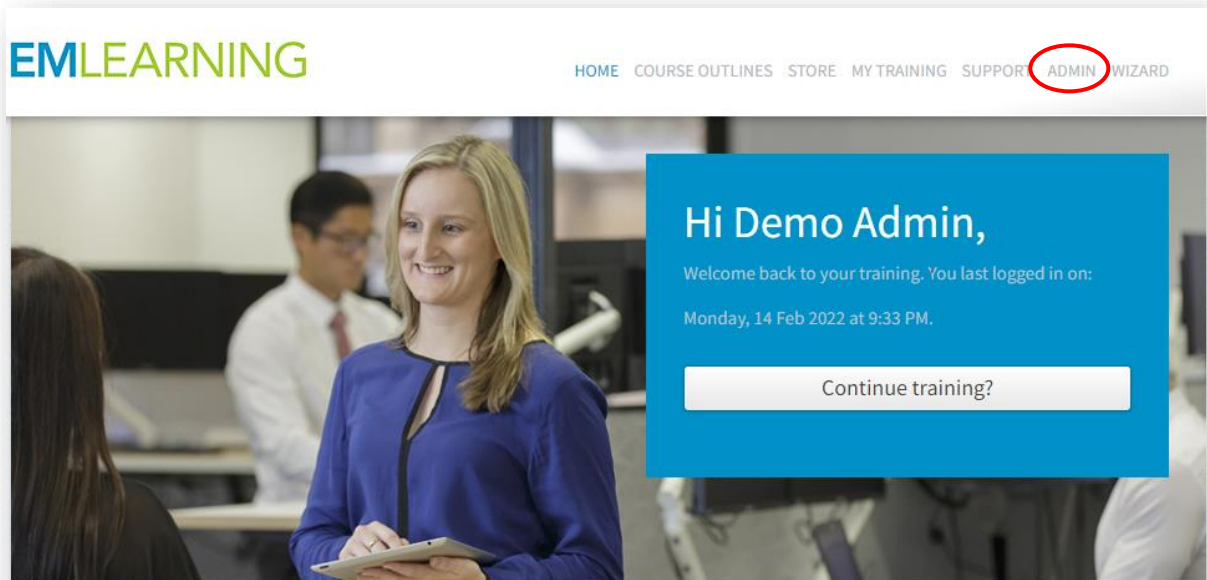 EMLEARNING
HOME COURSE OUTLINES STORE MY TRAINING SUPPORT ADMIN WIZARD
Hi Demo Admin,
Welcome back to your training. You last logged in on:
Monday, 14 Feb 2022 at 9:33 PM.
Continue training?